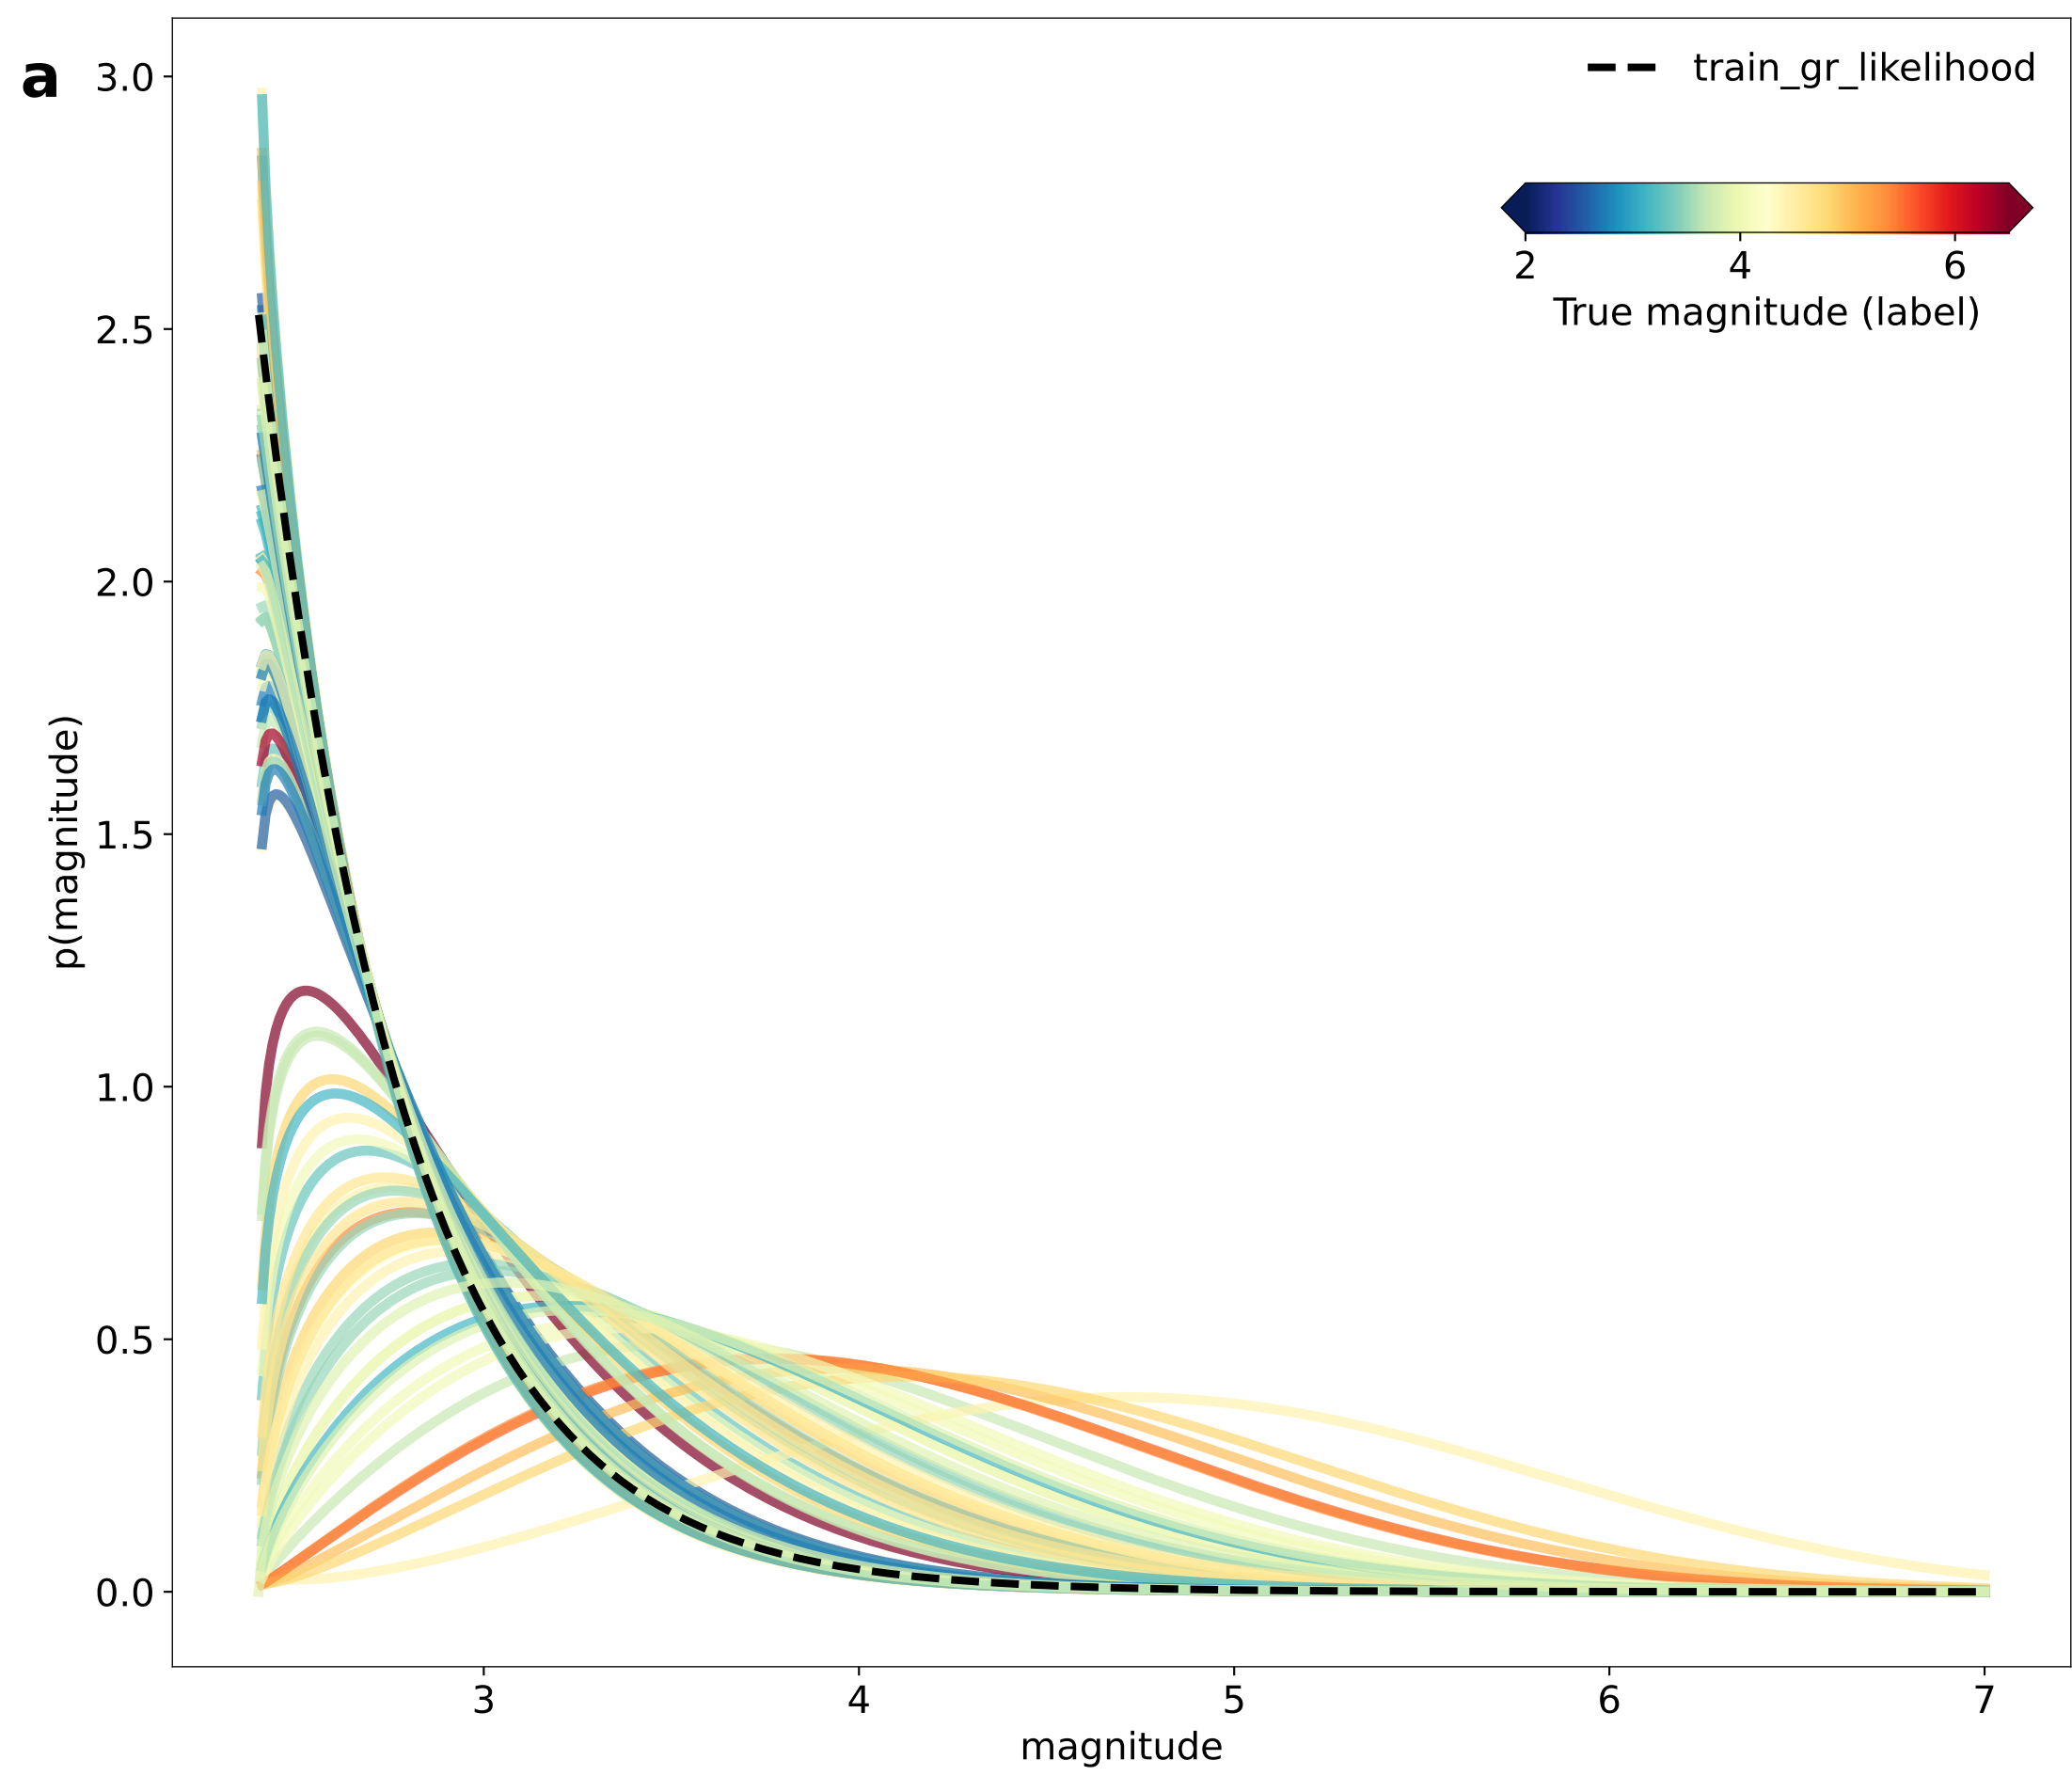 a
train_gr_likelihood
2 4 6
True magnitude (label)
3.0
2.5
2.0
1.5
1.0
0.5
0.0
p(magnitude)
3 4 5 6 7
magnitude